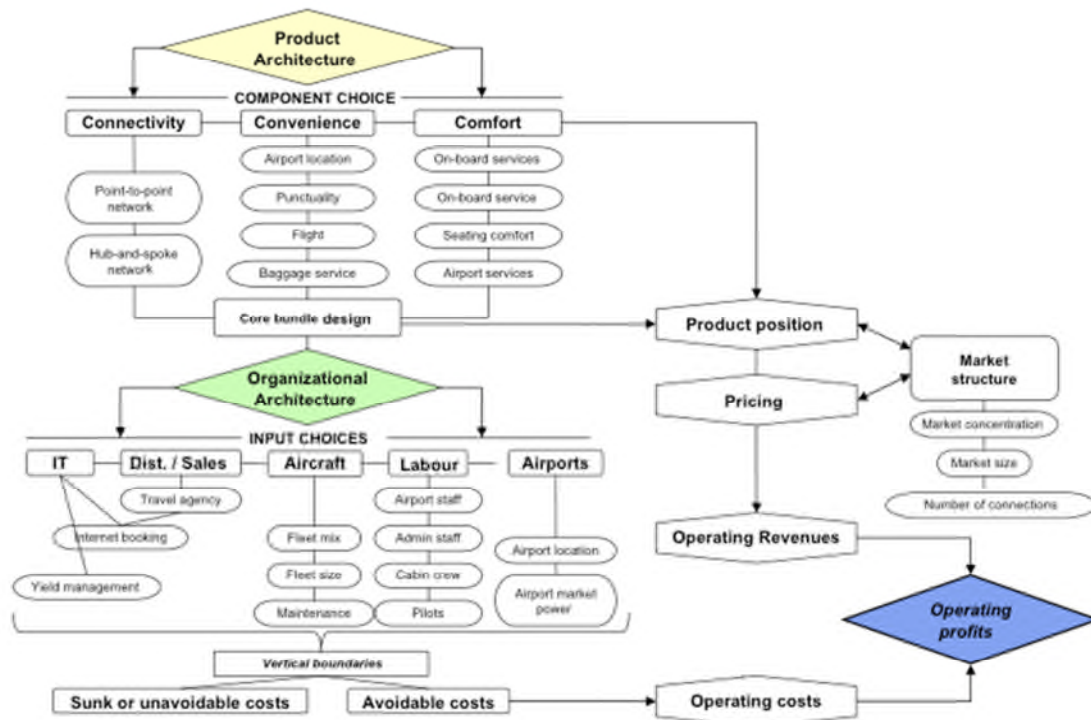 Product
Architecture
COMPONENT CHOICE
Connectivity
Convenience
Comfort
Airport location
On-board services
Point-to-point
network
Punctuality
On-board service
Flight
Seating comfort
Hub-and-spoke
network
Baggage service
Airport services
Core bundle design
Product position
Market
structure
Organizational
Architecture
Pricing
Market concentration
INPUT CHOICES
IT
Dist. / Sales
Aircraft
Labour
Airports
Market size
Travel agency
Airport staff
Number of connections
Internet booking
Fleet mix
Admin staff
Operating Revenues
Airport location
Yield management
Fleet size
Cabin crew
Airport market
power
Maintenance
Pilots
Operating
profits
Vertical boundaries
Sunk or unavoidable costs
Avoidable costs
Operating costs